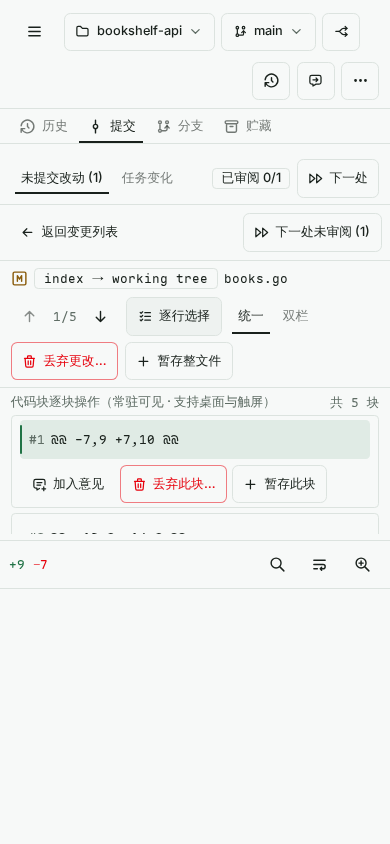 bookshelf-api main
历史 提交 分支 贮藏
未提交改动 (1) 任务变化 已审阅 0/1 下一处
返回变更列表 下一处未审阅 (1)
M index → working tree books.go
1/5 逐行选择 统一 双栏
丢弃更改... 暂存整文件
代码块逐块操作（常驻可见 · 支持桌面与触屏） 共 5 块
#1 @@ -7,9 +7,10 @@
加入意见 丢弃此块... 暂存此块
+9 -7